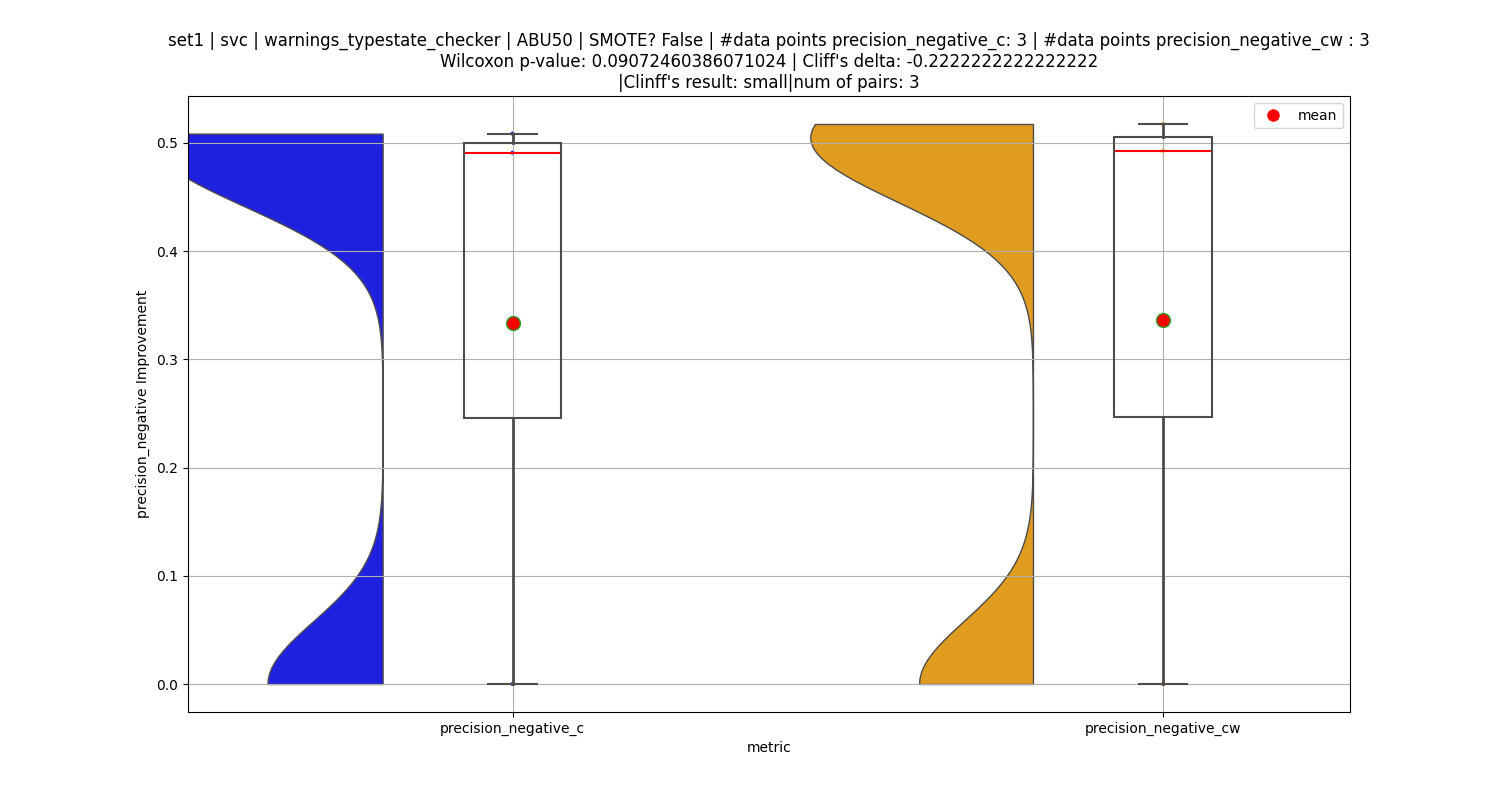 set1 | svc | warnings_typestate_checker | ABU50 | SMOTE? False | #data points precision_negative_c: 3 | #data points precision_negative_cw : 3
Wilcoxon p-value: 0.09072460386071024 | Cliff's delta: -0.2222222222222222
|Clinff's result: small|num of pairs: 3
mean
0.5
0.4
0.3
0.2
0.1
0.0
precision_negative Improvement
precision_negative_c
precision_negative_cw
metric